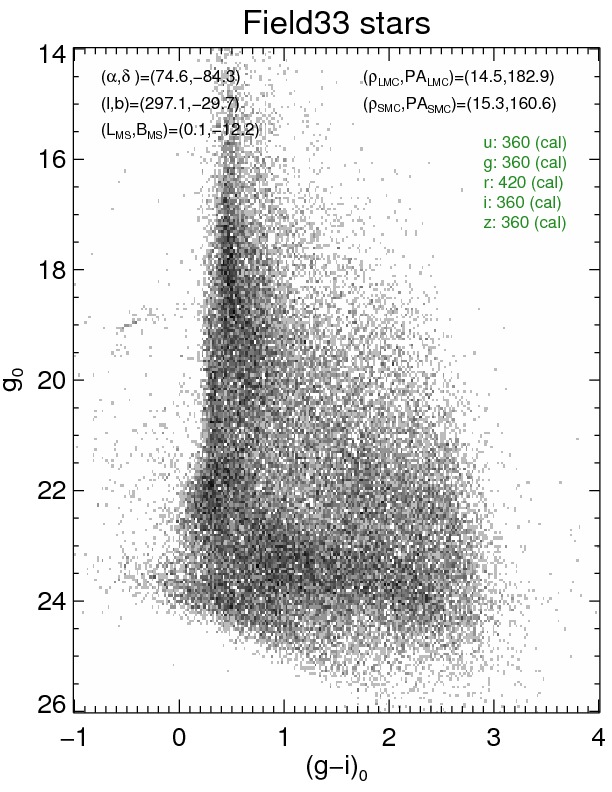 Field33 stars
(α,δ )=(74.6,−84.3)
(ρLMC,PALMC)=(14.5,182.9)
(l,b)=(297.1,−29.7)
(ρSMC,PASMC)=(15.3,160.6)
(LMS,BMS)=(0.1,−12.2)
u: 360 (cal)
g: 360 (cal)
r: 420 (cal)
i: 360 (cal)
z: 360 (cal)
14
16
18
20
22
24
26
g0
−1 0 1 2 3 4
(g−i)0